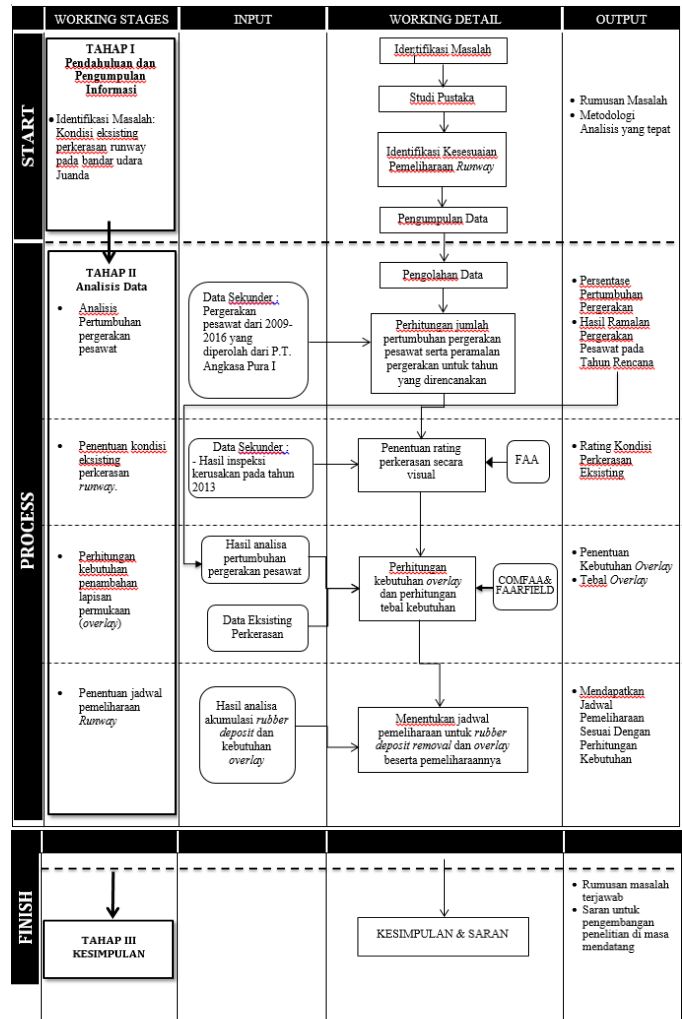 WORKING STAGES
INPUT
WORKING DETAIL
OUTPUT
START
TAHAP I
Pendahuluan dan
Pengumpulan
Informasi
• Identifikasi Masalah:
Kondisi eksisting
perkerasan runway
pada bandar udara
Juanda
Identifikasi Masalah
Studi Pustaka
Identifikasi Kesesuaian
Pemeliharaan Runway
Pengumpulan Data
• Rumusan Masalah
• Metodologi
Analisis yang tepat
PROCESS
TAHAP II
Analisis Data
• Analisis
Pertumbuhan
pergerakan
pesawat
Data Sekunder :
Pergerakan
pesawat dari 2009-
2016 yang
diperolah dari P.T.
Angkasa Pura I
Pengolahan Data
Perhitungan jumlah
pertumbuhan pergerakan
pesawat serta peramalan
pergerakan untuk tahun
yang direncanakan
• Persentase
Pertumbuhan
Pergerakan
• Hasil Ramalan
Pergerakan
Pesawat pada
Tahun Rencana
• Penentuan kondisi
eksisting
perkerasan
runway.
Data Sekunder :
- Hasil inspeksi
kerusakan pada tahun
2013
Penentuan rating
perkerasan secara
visual
FAA
• Rating Kondisi
Perkerasan
Eksisting
• Perhitungan
kebutuhan
penambahan
lapisan
permukaan
(overlay)
Hasil analisa
pertumbuhan
pergerakan pesawat
Data Eksisting
Perkerasan
Perhitungan
kebutuhan overlay
dan perhitungan
tebal kebutuhan
COMFAA&
FAARFIELD
• Penentuan
Kebutuhan Overlay
• Tebal Overlay
• Penentuan jadwal
pemeliharaan
Runway
Hasil analisa
akumulasi rubber
deposit dan
kebutuhan
overlay
Menentukan jadwal
pemeliharaan untuk rubber
deposit removal dan overlay
beserta pemeliharaannya
• Mendapatkan
Jadwal
Pemeliharaan
Sesuai Dengan
Perhitungan
Kebutuhan
FINISH
TAHAP III
KESIMPULAN
KESIMPULAN & SARAN
• Rumusan masalah
terjawab
• Saran untuk
pengembangan
penelitian di masa
mendatang